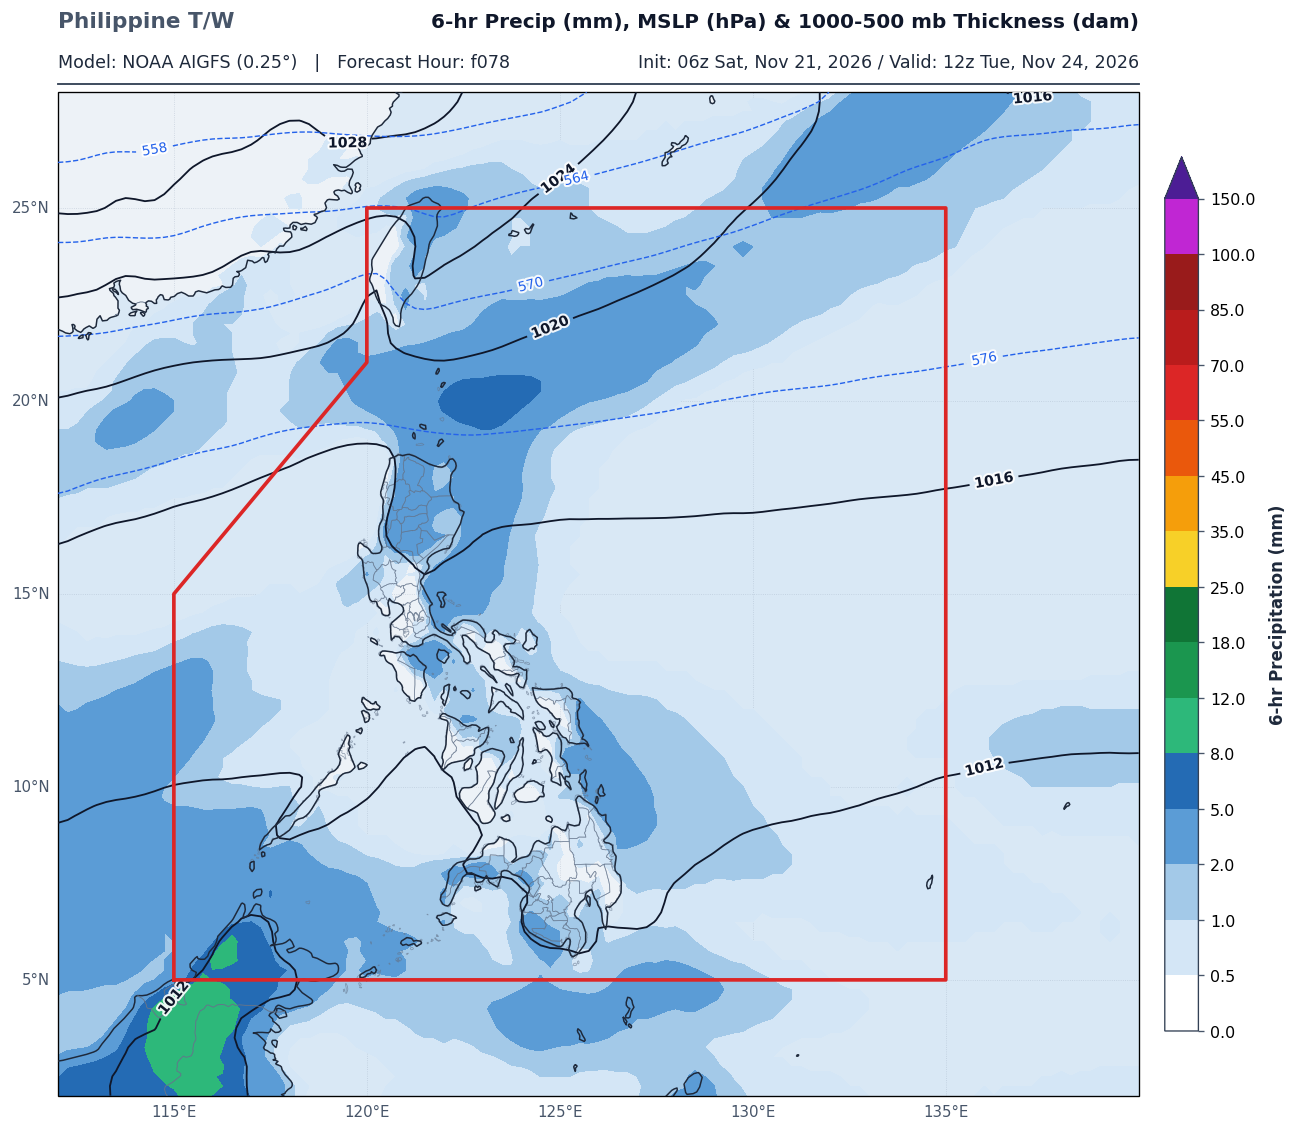 Philippine T/W
6-hr Precip (mm), MSLP (hPa) & 1000-500 mb Thickness (dam)
Model: NOAA AIGFS (0.25°) | Forecast Hour: f078
Init: 06z Sat, Nov 21, 2026 / Valid: 12z Tue, Nov 24, 2026
1016
558
1028
1024
564
570
1020
576
1016
1012
1012
25°N
20°N
15°N
10°N
5°N
115°E
120°E
125°E
130°E
135°E
150.0
100.0
85.0
70.0
55.0
45.0
35.0
25.0
18.0
12.0
8.0
5.0
2.0
1.0
0.5
0.0
6-hr Precipitation (mm)